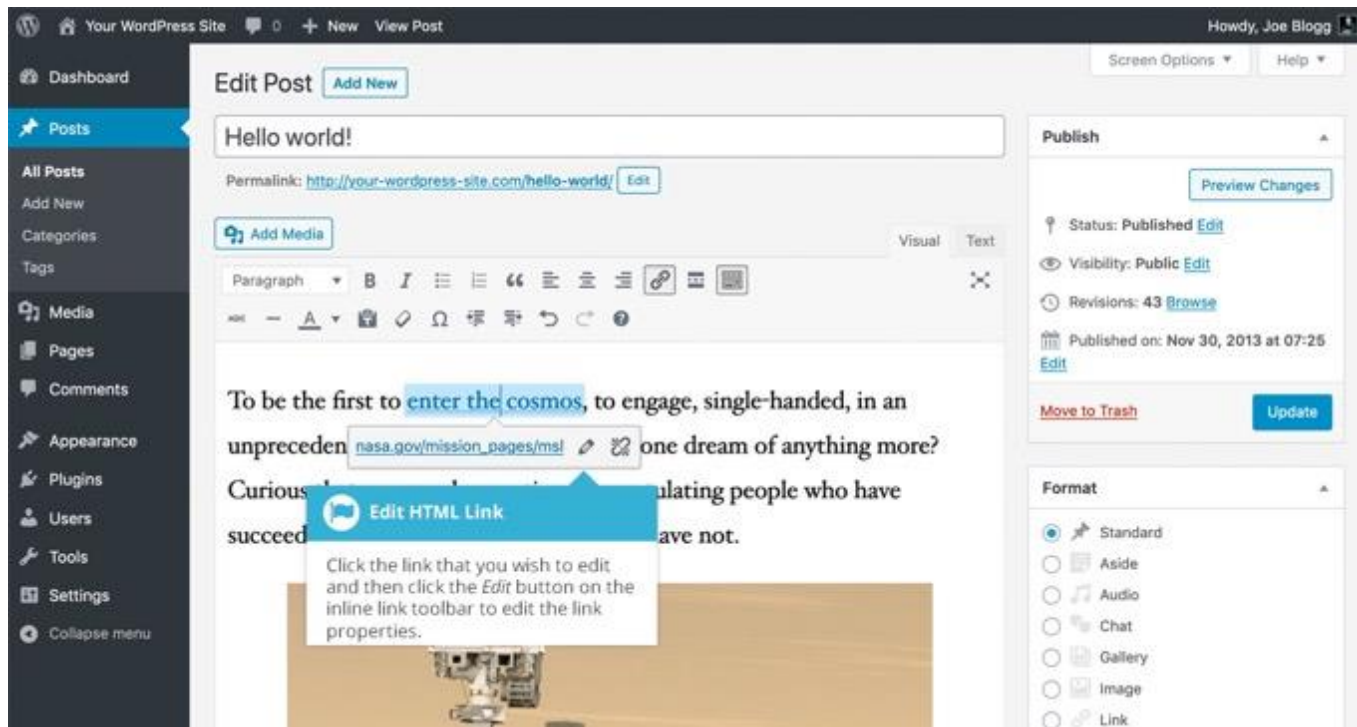 Your WordPress Site 0 + New View Post Howdy, Joe Blogg
Screen Options Help
Dashboard
Posts
All Posts
Add New
Categories
Tags
Media
Pages
Comments
Appearance
Plugins
Users
Tools
Settings
Collapse menu
Edit Post Add New
Hello world!
Permalink: http://your-wordpress-site.com/hello-world/ Edit
Add Media
Visual Text
Paragraph B I
To be the first to enter the cosmos, to engage, single-handed, in an
unpreceden nasa.gov/mission_pages/msl one dream of anything more?
Curious ulating people who have
succeed ave not.
Edit HTML Link
Click the link that you wish to edit
and then click the Edit button on the
inline link toolbar to edit the link
properties.
Publish
Preview Changes
Status: Published Edit
Visibility: Public Edit
Revisions: 43 Browse
Published on: Nov 30, 2013 at 07:25
Edit
Move to Trash Update
Format
Standard
Aside
Audio
Chat
Gallery
Image
Link